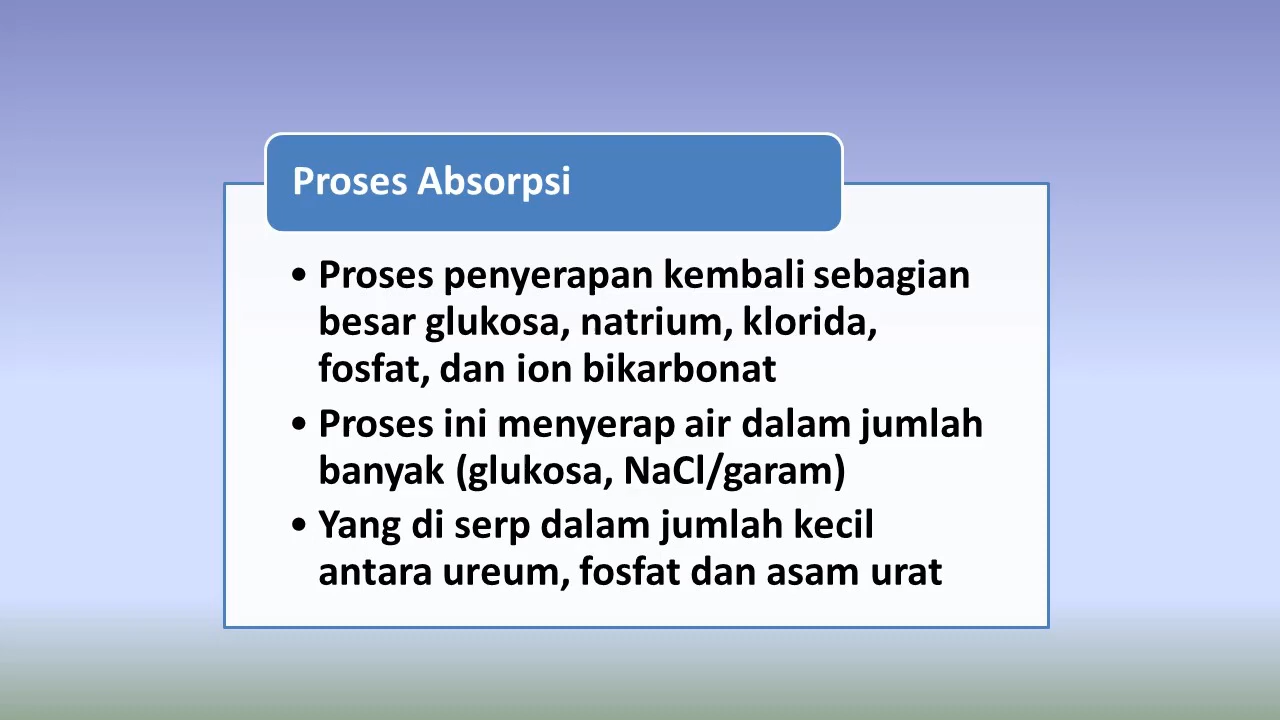 Proses Absorpsi
• Proses penyerapan kembali sebagian
besar glukosa, natrium, klorida,
fosfat, dan ion bikarbonat
• Proses ini menyerap air dalam jumlah
banyak (glukosa, NaCl/garam)
• Yang di serp dalam jumlah kecil
antara ureum, fosfat dan asam urat